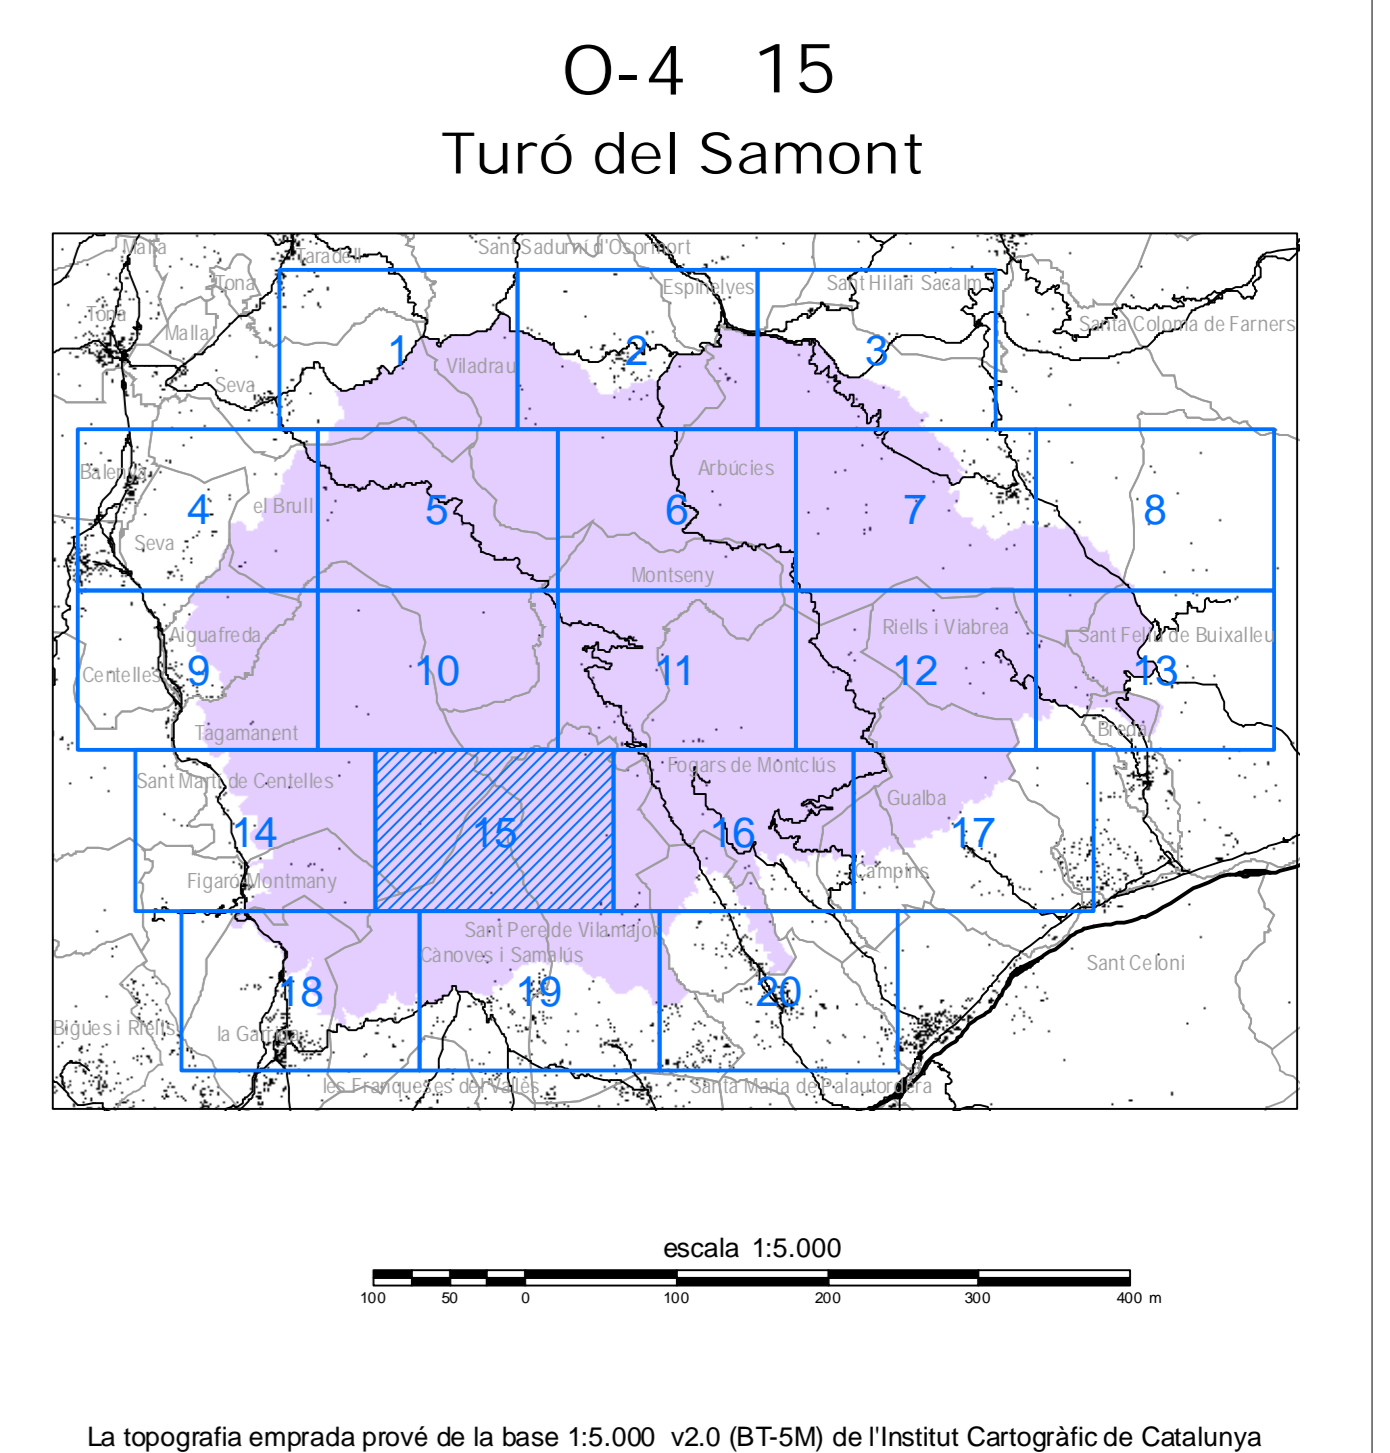 O-4 15
Turó del Samont
Malla
Taradell
Sant Sadurní d'Osormort
Tona
Espinelves
Sant Hilari Sacalm
Tona
Malla
Santa Coloma de Farners
1
2
3
Viladrau
Seva
Balenyà
Arbúcies
el Brull
4
5
6
7
8
Seva
Montseny
Aiguafreda
Riells i Viabrea
Sant Feliu de Buixalleu
Centelles
9
10
11
12
13
Tagamanent
Breda
Sant Martí de Centelles
Fogars de Montclús
Gualba
14
15
16
17
Figaró-Montmany
Campins
Sant Pere de Vilamajor
Cànoves i Samalús
Sant Celoni
18
19
20
Bigues i Riells
la Garriga
les Franqueses del Vallès
Santa Maria de Palautordera
escala 1:5.000
100 50 0 100 200 300 400 m
La topografia emprada prové de la base 1:5.000 v2.0 (BT-5M) de l'Institut Cartogràfic de Catalunya